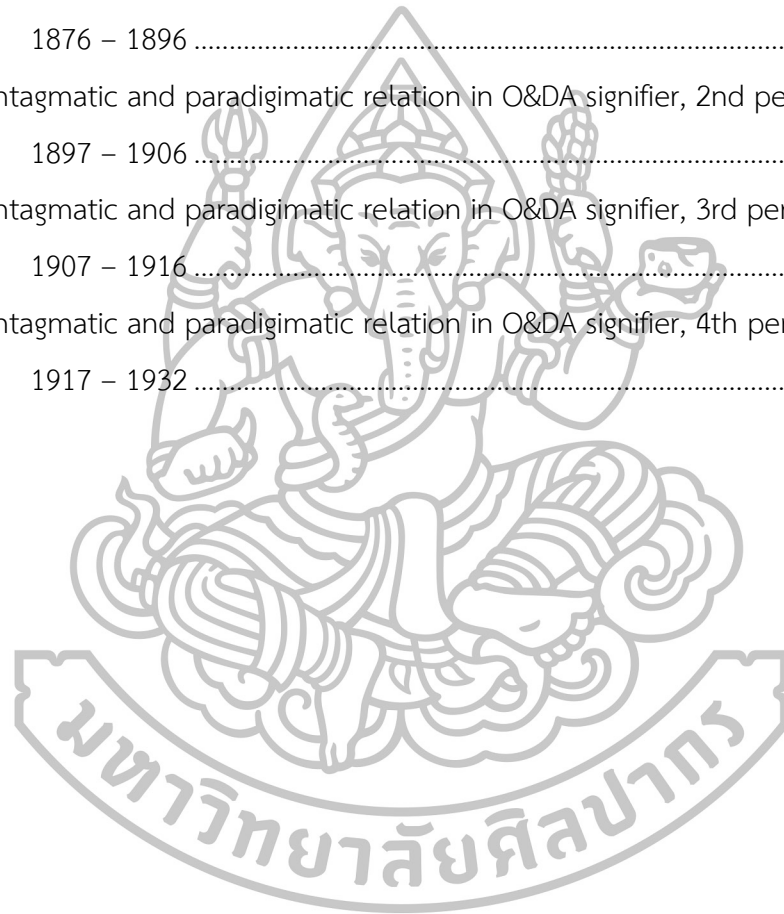 1876 – 1896 ................................................................................
ntagmatic and paradigimatic relation in O&DA signifier, 2nd pe
1897 – 1906 ................................................................................
ntagmatic and paradigimatic relation in O&DA signifier, 3rd per
1907 – 1916 ................................................................................
ntagmatic and paradigimatic relation in O&DA signifier, 4th per
1917 – 1932 ................................................................................
มหาวิทยาลัยศิลปากร